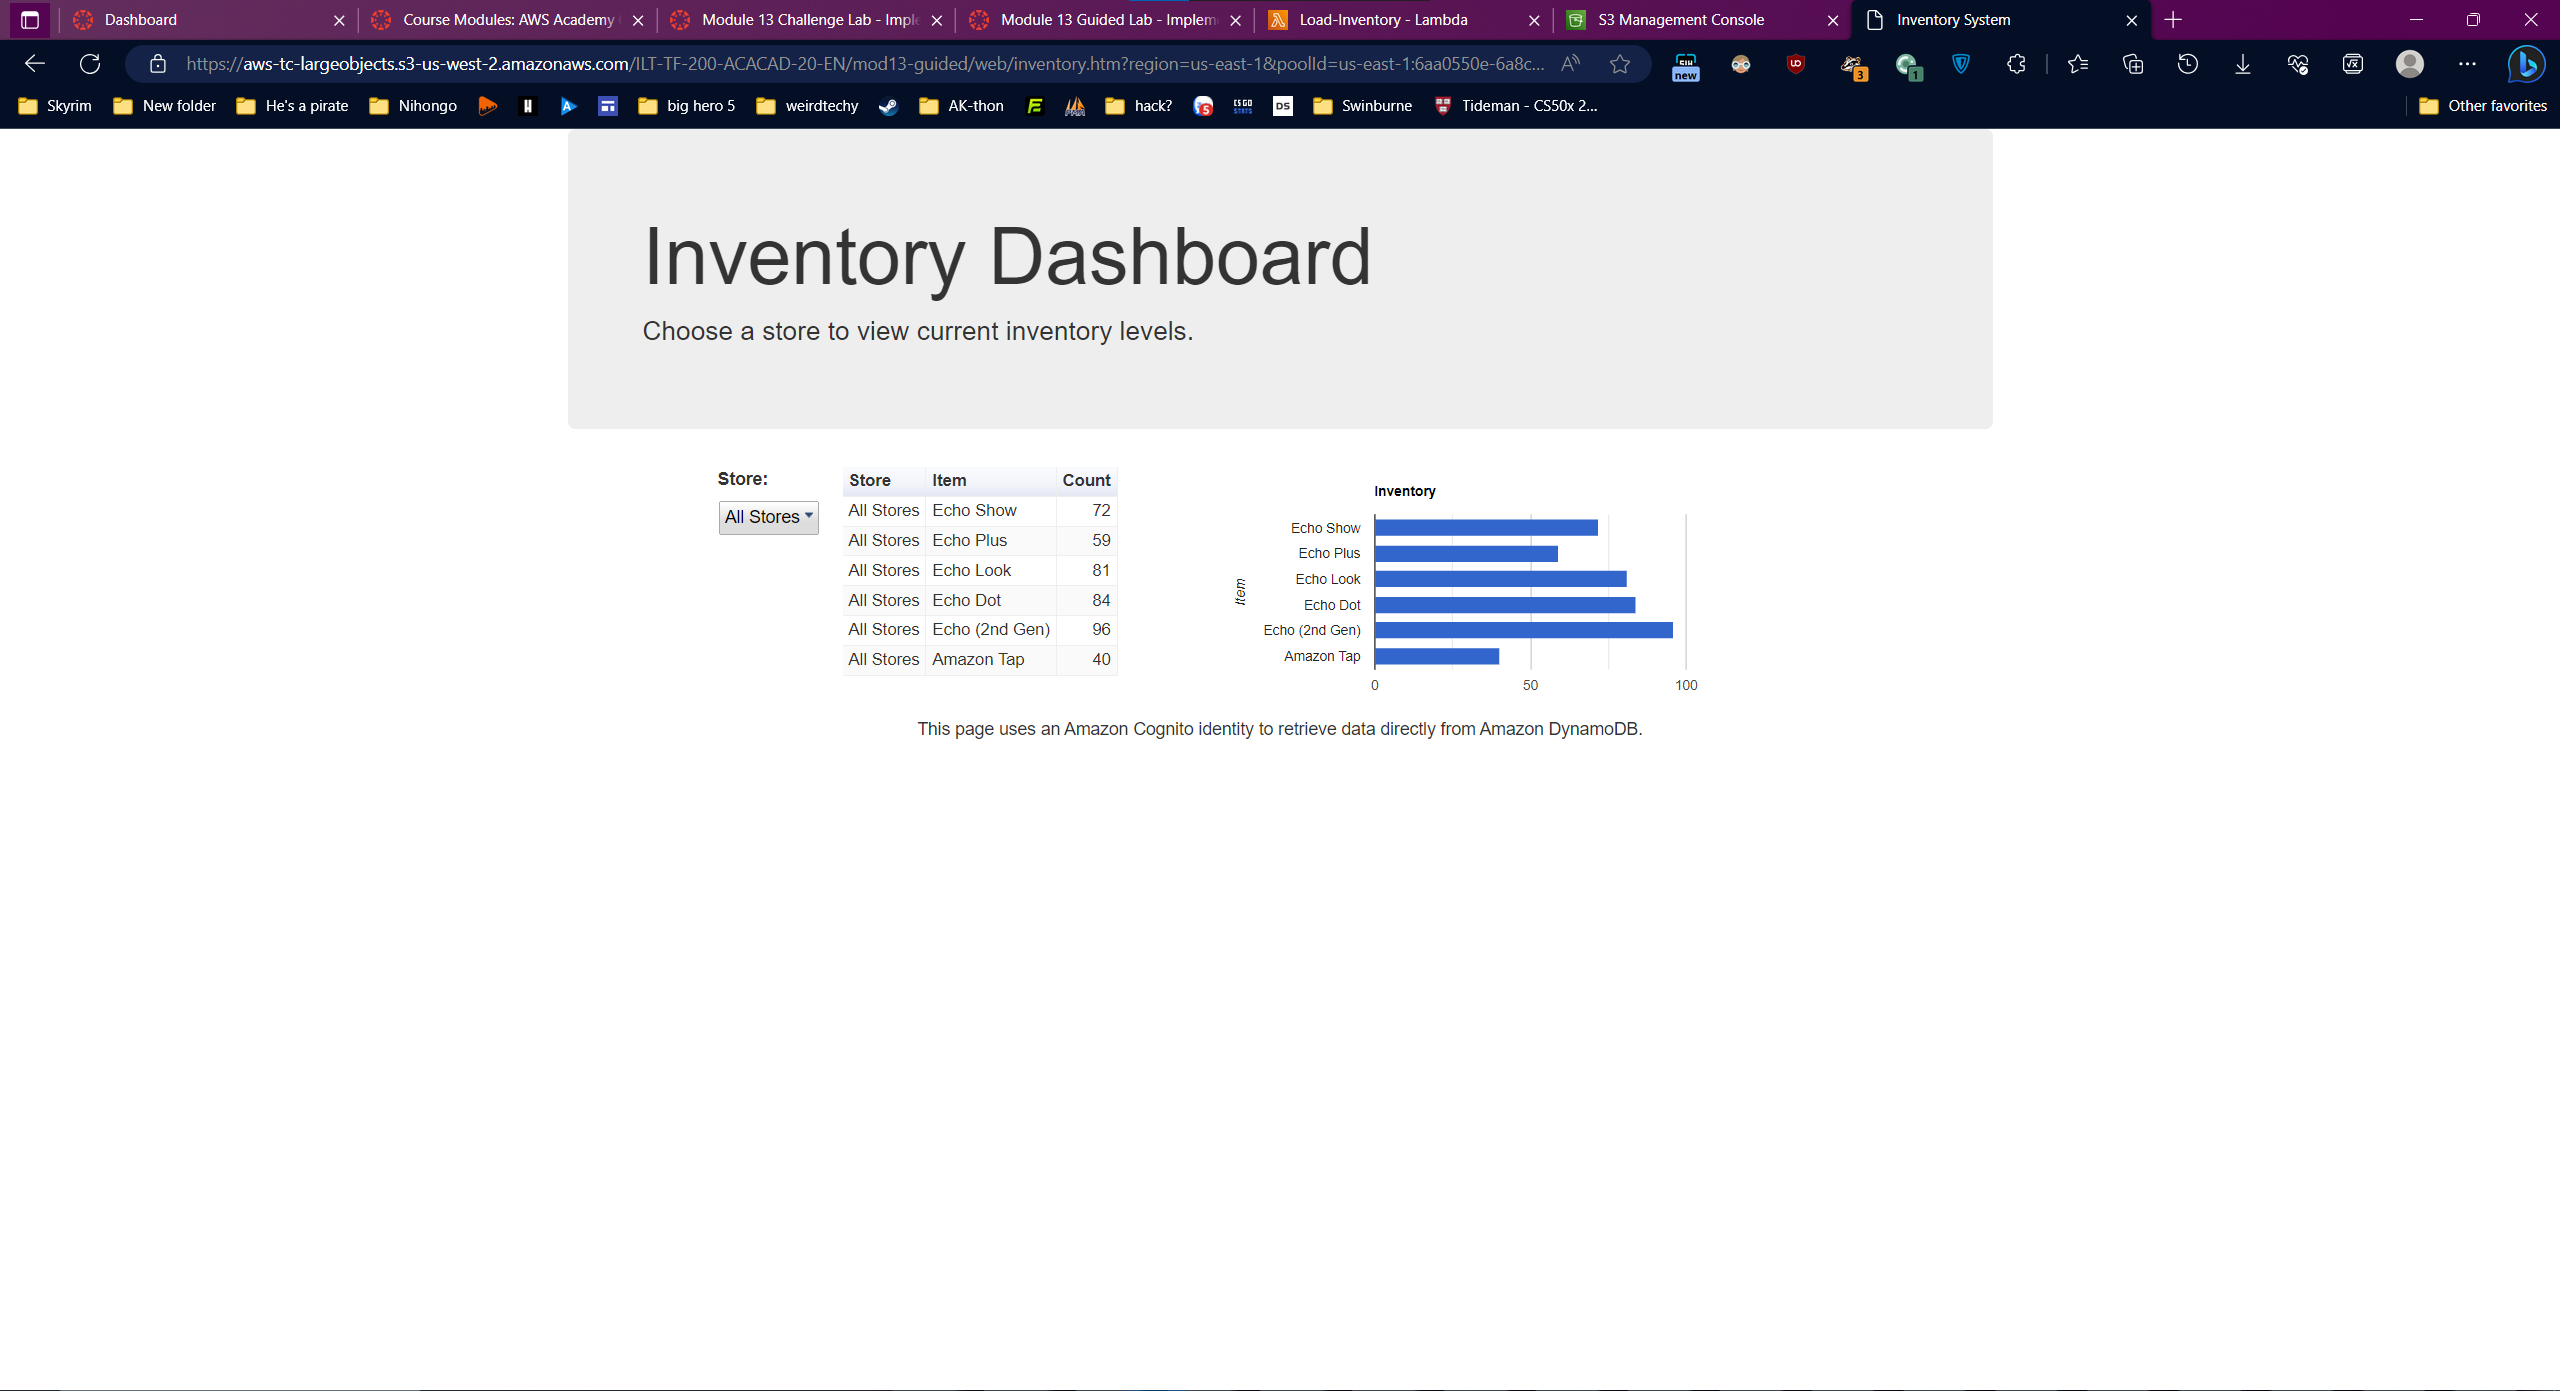 Dashboard
Course Modules: AWS Academy
Module 13 Challenge Lab - Imple
Module 13 Guided Lab - Implem
Load-Inventory - Lambda
S3 Management Console
Inventory System
https://aws-tc-largeobjects.s3-us-west-2.amazonaws.com/ILT-TF-200-ACACAD-20-EN/mod13-guided/web/inventory.htm?region=us-east-1&poolId=us-east-1:6aa0550e-6a8c...
new
3
1
Skyrim
New folder
He's a pirate
Nihongo
big hero 5
weirdtechy
AK-thon
hack?
DS
Swinburne
Tideman - CS50x 2...
Other favorites
Inventory Dashboard
Choose a store to view current inventory levels.
Store:
All Stores
Store Item Count
All Stores Echo Show 72
All Stores Echo Plus 59
All Stores Echo Look 81
All Stores Echo Dot 84
All Stores Echo (2nd Gen) 96
All Stores Amazon Tap 40
Inventory
Item
Echo Show
Echo Plus
Echo Look
Echo Dot
Echo (2nd Gen)
Amazon Tap
0 50 100
This page uses an Amazon Cognito identity to retrieve data directly from Amazon DynamoDB.